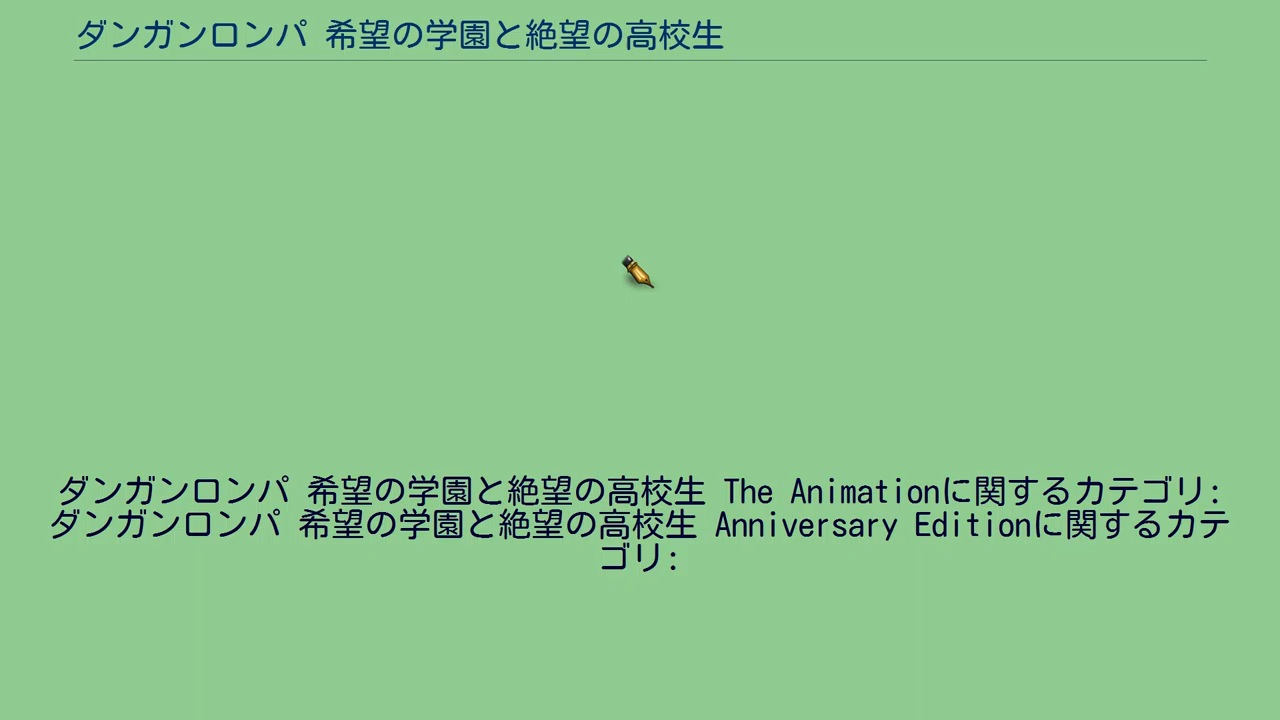 ダンガンロンパ 希望の学園と絶望の高校生
ダンガンロンパ 希望の学園と絶望の高校生 The Animationに関するカテゴリ:
ダンガンロンパ 希望の学園と絶望の高校生 Anniversary Editionに関するカテ
ゴリ: